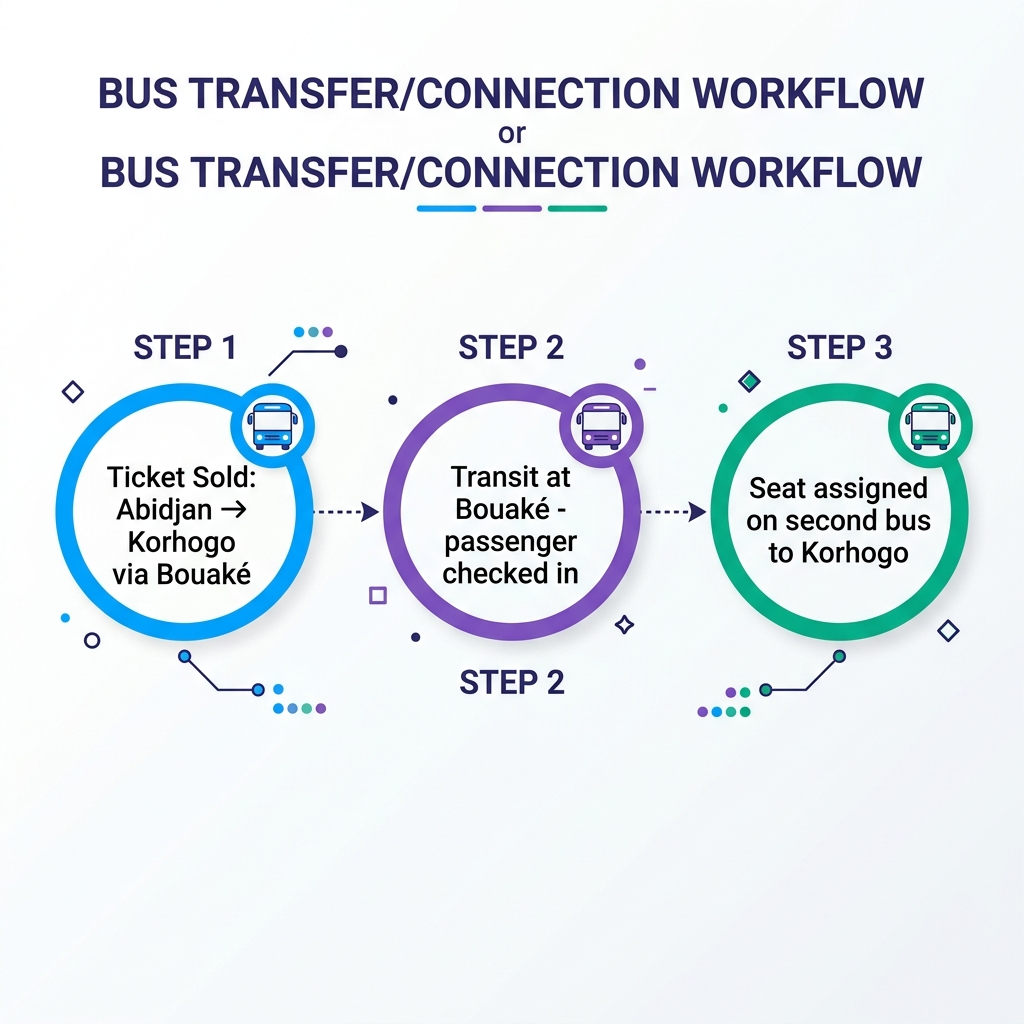 BUS TRANSFER/CONNECTION WORKFLOW
or
BUS TRANSFER/CONNECTION WORKFLOW
STEP 1
Ticket Sold:
Abidjan →
Korhogo
via Bouaké
STEP 2
Transit at
Bouaké -
passenger
checked in
STEP 2
STEP 3
Seat assigned
on second bus
to Korhogo